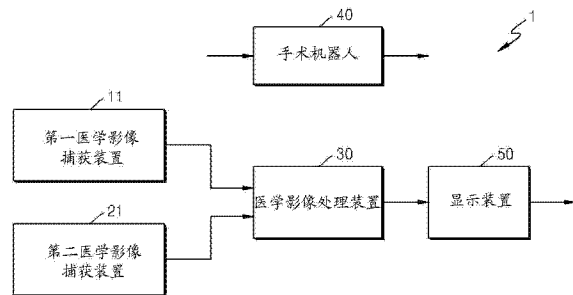 40
1
手术机器人
11
第一医学影像
捕获装置
30
50
医学影像处理装置
显示装置
21
第二医学影像
捕获装置